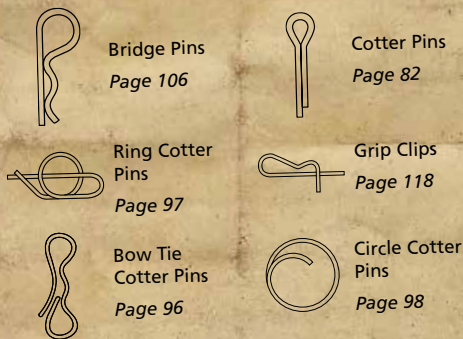 Bridge Pins
Page 106
Cotter Pins
Page 82
Ring Cotter
Pins
Page 97
Grip Clips
Page 118
Bow Tie
Cotter Pins
Page 96
Circle Cotter
Pins
Page 98